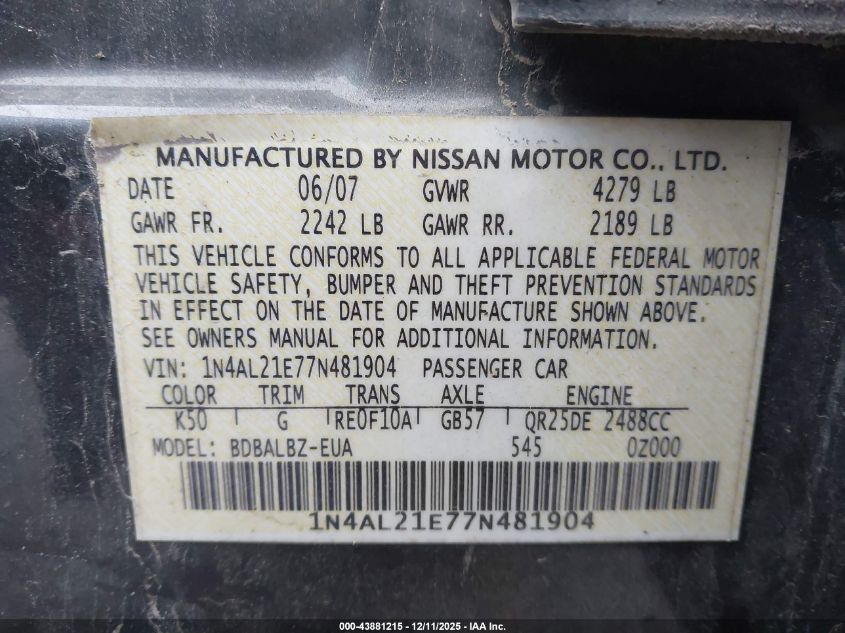 MANUFACTURED BY NISSAN MOTOR CO., LTD.
DATE 06/07 GVWR 4279 LB
GAWR FR. 2242 LB GAWR RR. 2189 LB
THIS VEHICLE CONFORMS TO ALL APPLICABLE FEDERAL MOTOR
VEHICLE SAFETY, BUMPER AND THEFT PREVENTION STANDARDS
IN EFFECT ON THE DATE OF MANUFACTURE SHOWN ABOVE.
SEE OWNERS MANUAL FOR ADDITIONAL INFORMATION.
VIN: 1N4AL21E77N481904 PASSENGER CAR
COLOR TRIM TRANS AXLE ENGINE
K50 G RE0F10A GB57 QR25DE 2488CC
MODEL: BDBALBZ-EUA 545 0Z000
1N4AL21E77N481904
000-43881215 - 12/11/2025 - IAA Inc.